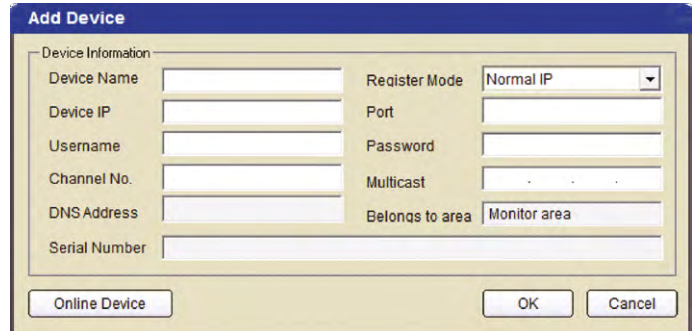 Add Device
Device Information
Device Name
Register Mode Normal IP
Device IP
Port
Username
Password
Channel No.
Multicast . . .
DNS Address
Belongs to area Monitor area
Serial Number
Online Device OK Cancel